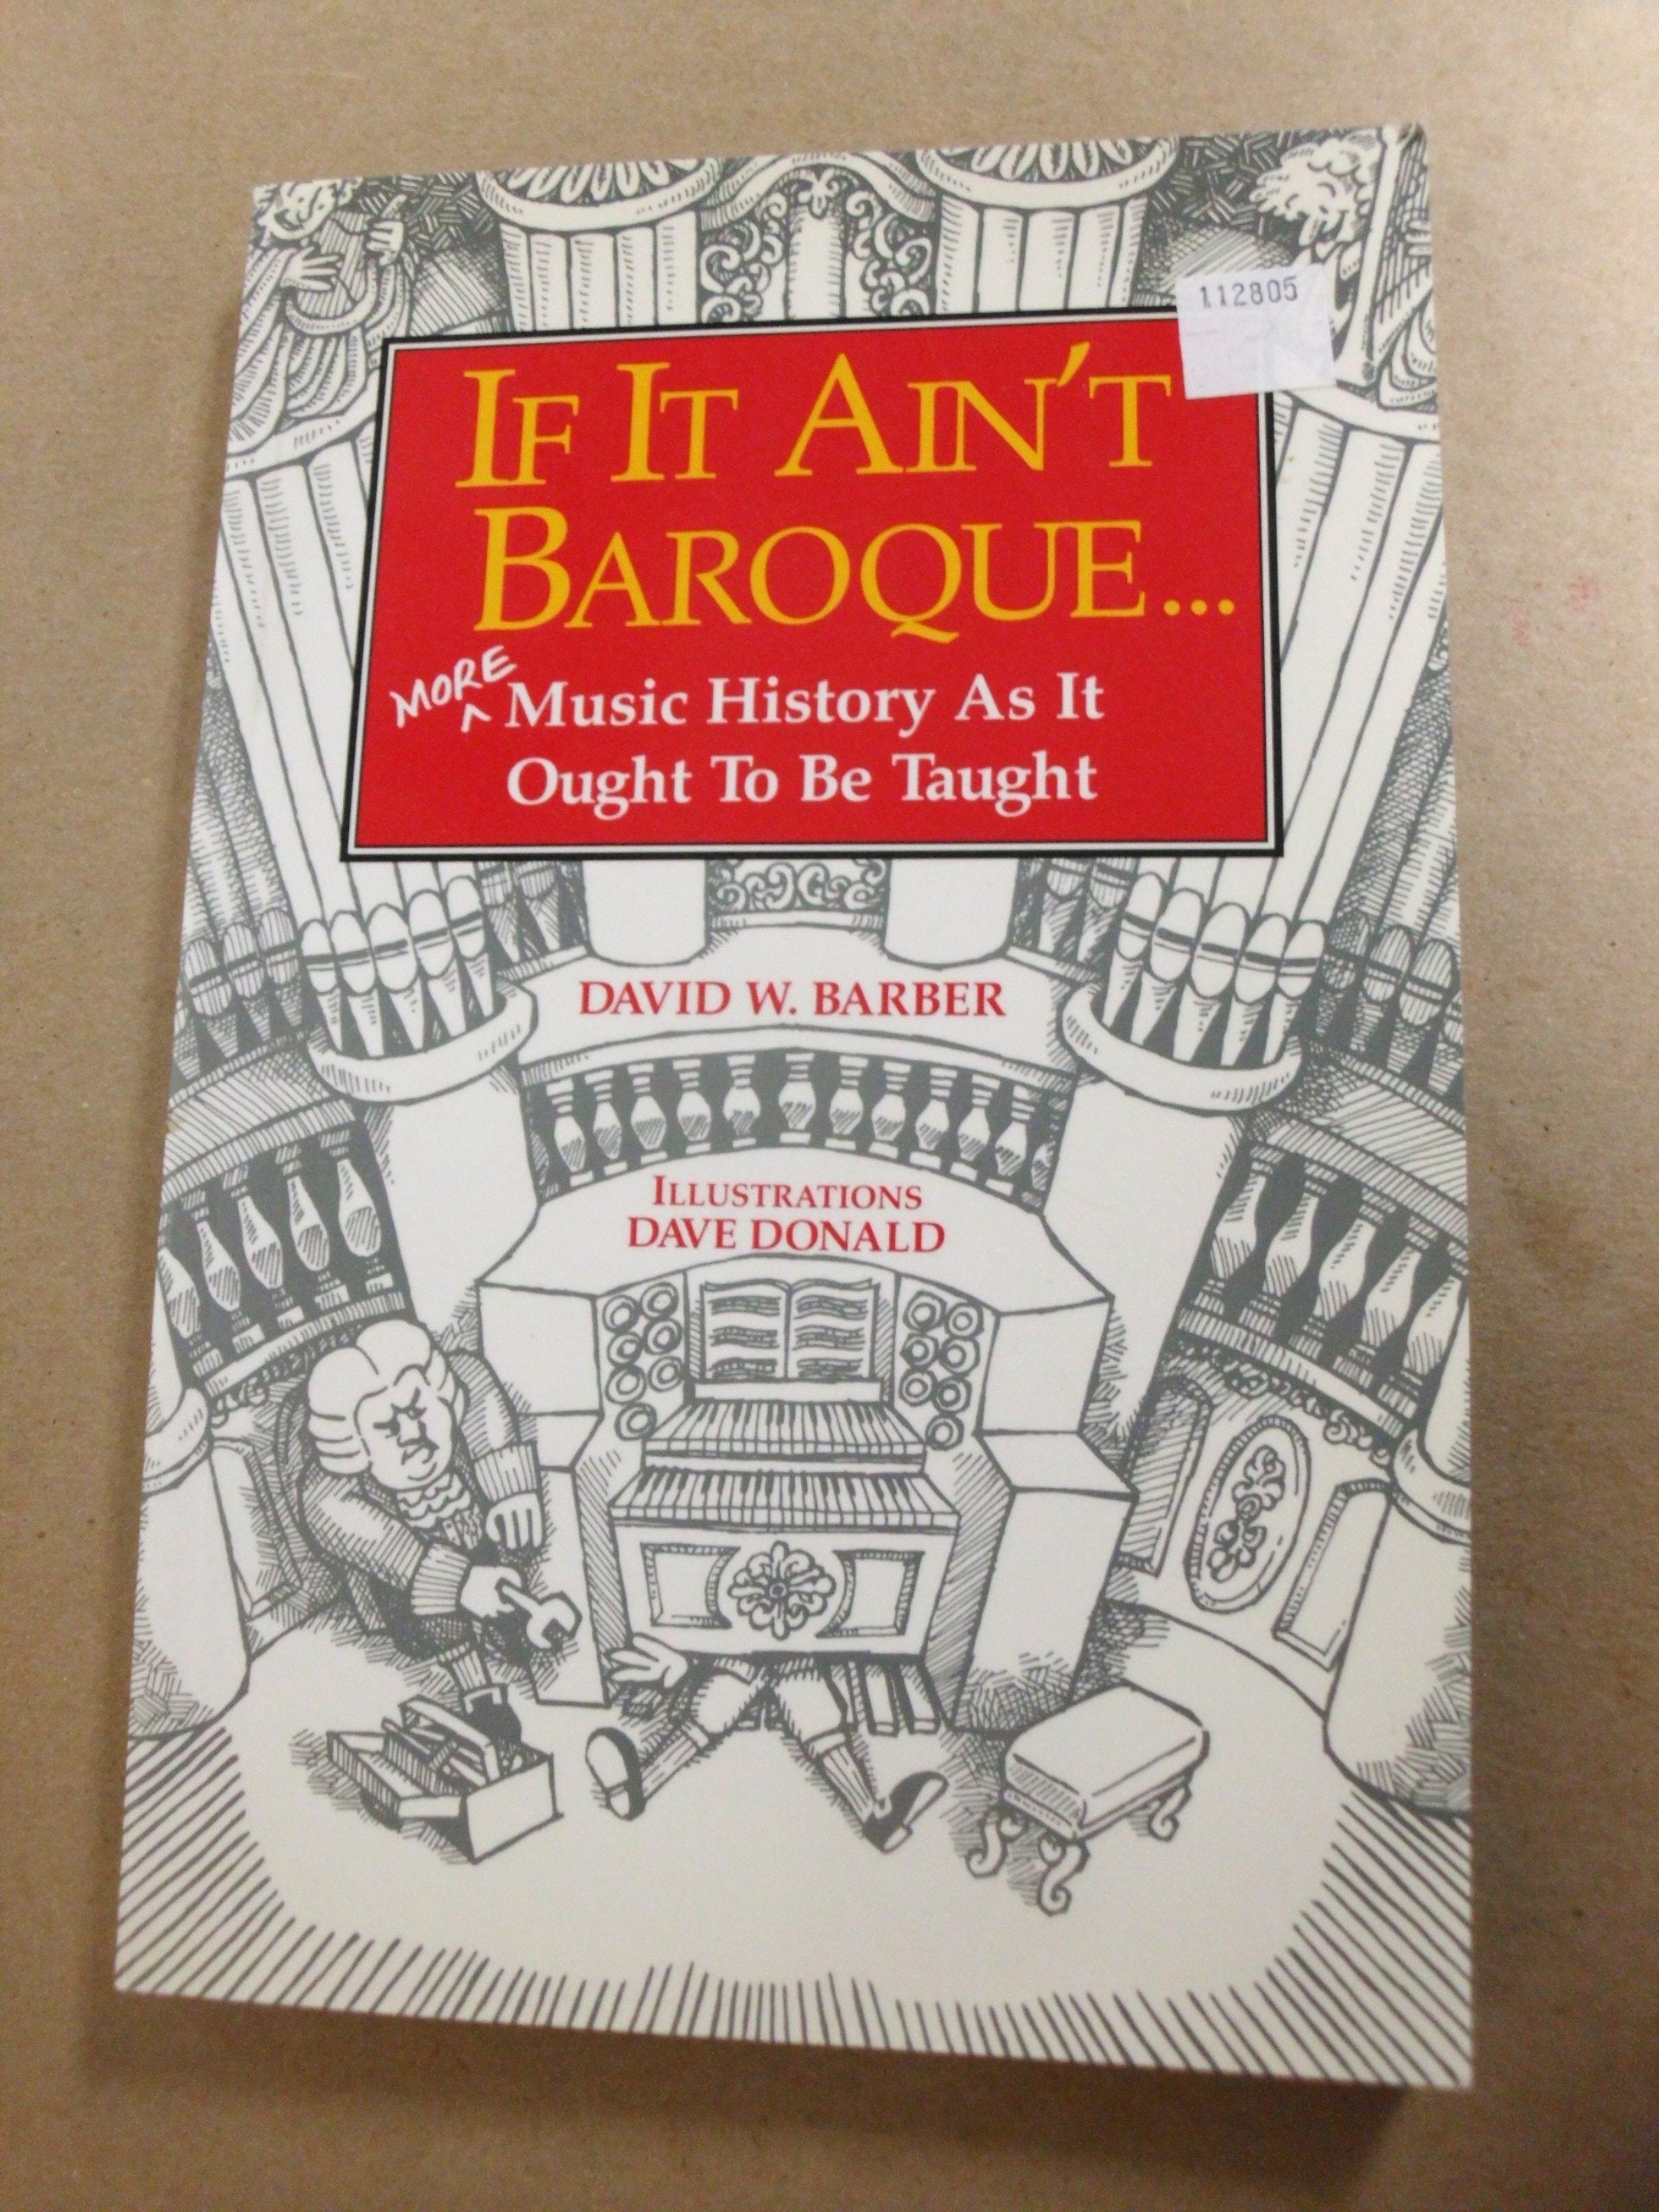 112805
IF IT AIN'T
BAROQUE...
MORE
^ Music History As It
Ought To Be Taught
DAVID W. BARBER
ILLUSTRATIONS
DAVE DONALD